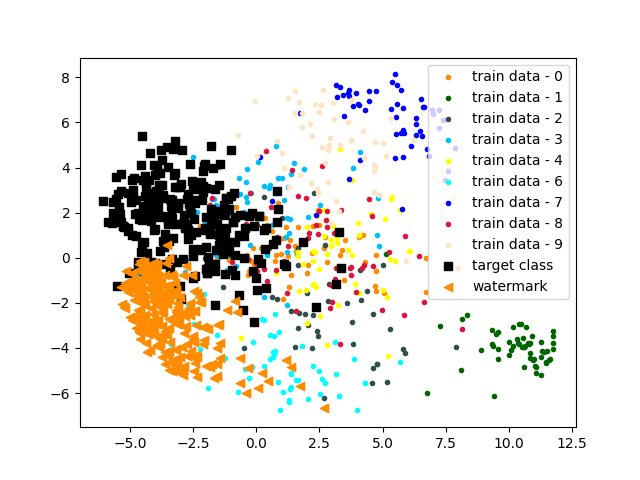 8
6
4
2
0
−2
−4
−6
−5.0
−2.5
0.0
2.5
5.0
7.5
10.0
12.5
train data - 0
train data - 1
train data - 2
train data - 3
train data - 4
train data - 6
train data - 7
train data - 8
train data - 9
target class
watermark